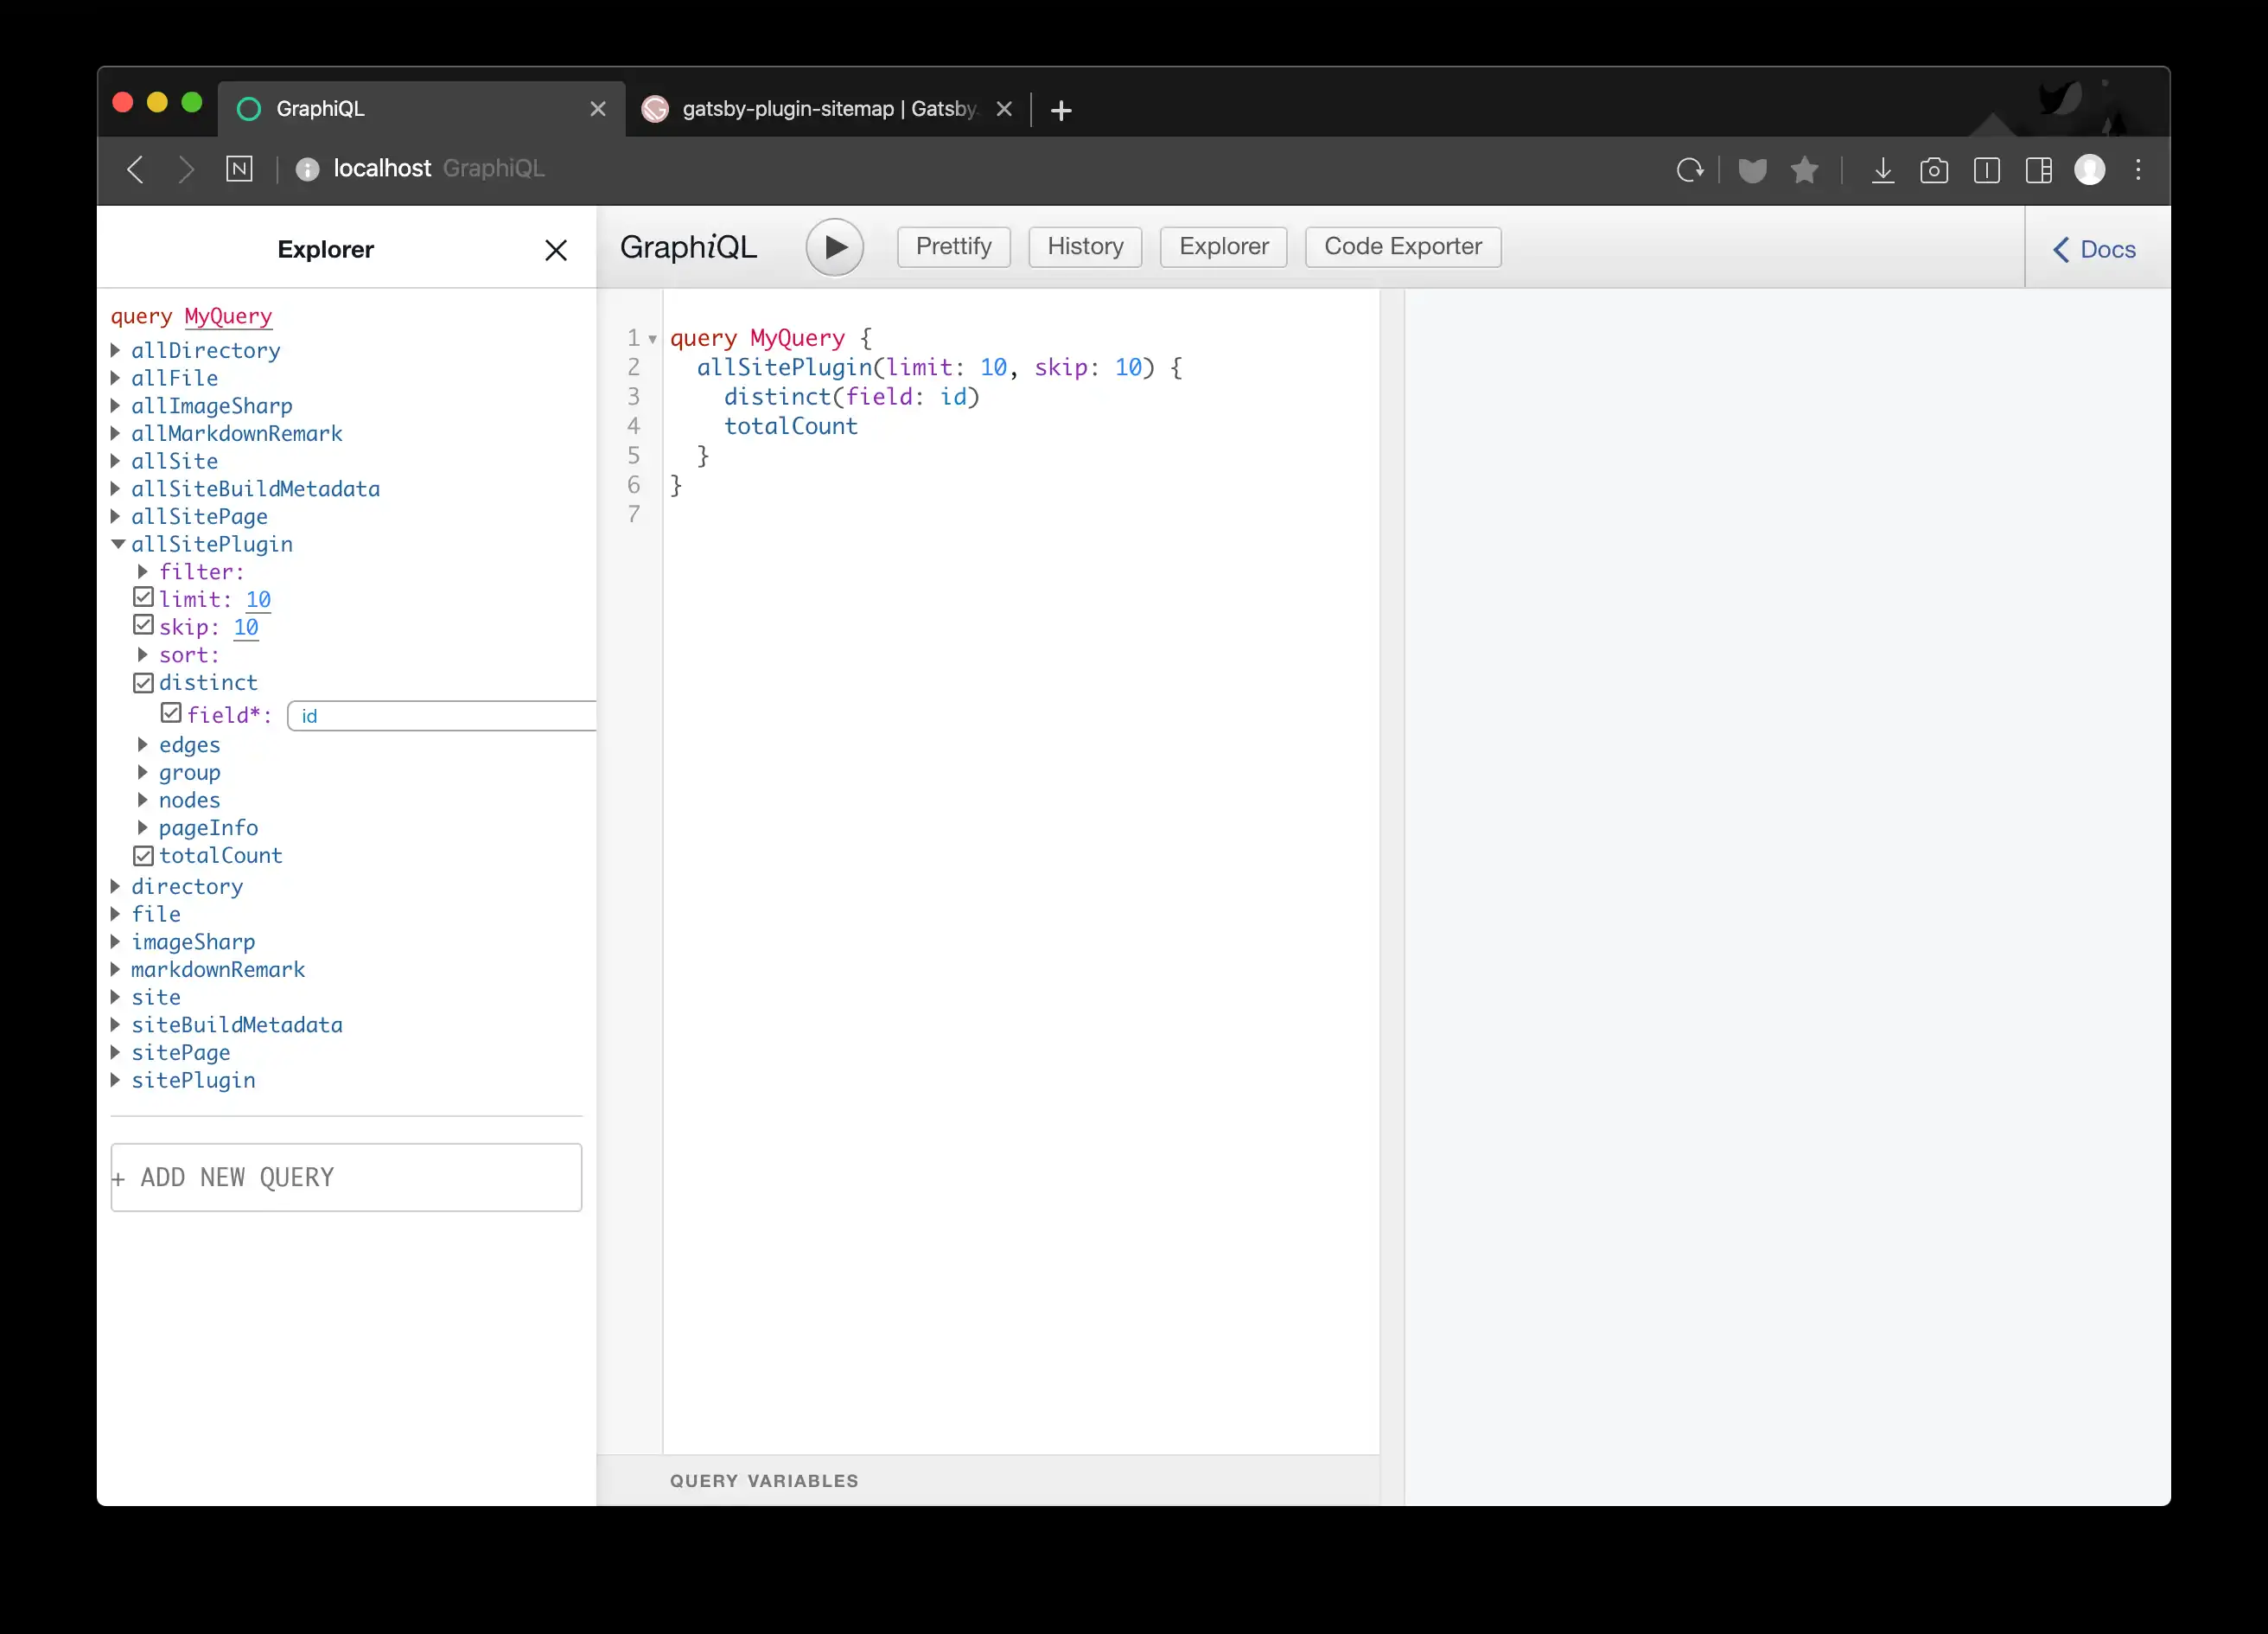 GraphiQL
gatsby-plugin-sitemap | Gatsby
localhost GraphiQL
Explorer
GraphiQL
Prettify
History
Explorer
Code Exporter
Docs
query MyQuery
allDirectory
allFile
allImageSharp
allMarkdownRemark
allSite
allSiteBuildMetadata
allSitePage
allSitePlugin
filter:
limit: 10
skip: 10
sort:
distinct
field*: id
edges
group
nodes
pageInfo
totalCount
directory
file
imageSharp
markdownRemark
site
siteBuildMetadata
sitePage
sitePlugin
+ ADD NEW QUERY
1 query MyQuery {
2 allSitePlugin(limit: 10, skip: 10) {
3 distinct(field: id)
4 totalCount
5 }
6 }
7
QUERY VARIABLES